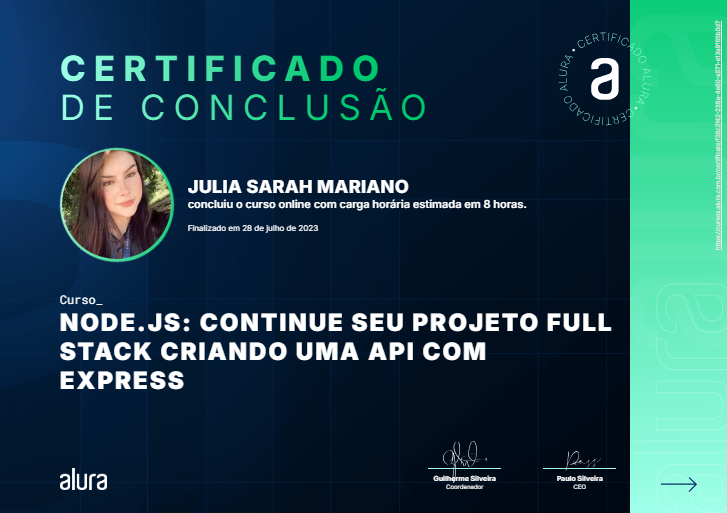 CERTIFICADO
DE CONCLUSÃO
CERTIFICADO ALURA • CERTIFICADO ALURA •
a
JULIA SARAH MARIANO
concluiu o curso online com carga horária estimada em 8 horas.
Finalizado em 28 de julho de 2023
Curso_
NODE.JS: CONTINUE SEU PROJETO FULL
STACK CRIANDO UMA API COM
EXPRESS
alura
Guilherme Silveira
Coordenador
Paulo Silveira
CEO
alura